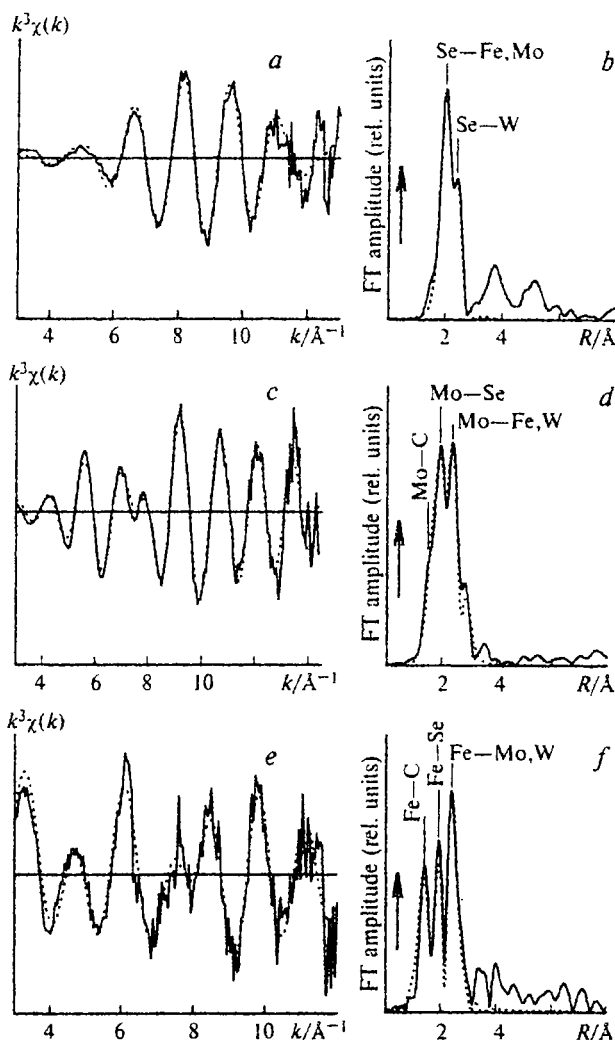 k³χ(k)
a
4 6 8 10 k/Å⁻¹
FT amplitude (rel. units)
Se—Fe,Mo
Se—W
b
2 4 R/Å
k³χ(k)
c
4 6 8 10 k/Å⁻¹
FT amplitude (rel. units)
Mo—C
Mo—Se
Mo—Fe,W
d
2 4 R/Å
k³χ(k)
e
4 6 8 10 k/Å⁻¹
FT amplitude (rel. units)
Fe—C
Fe—Se
Fe—Mo,W
f
2 4 R/Å